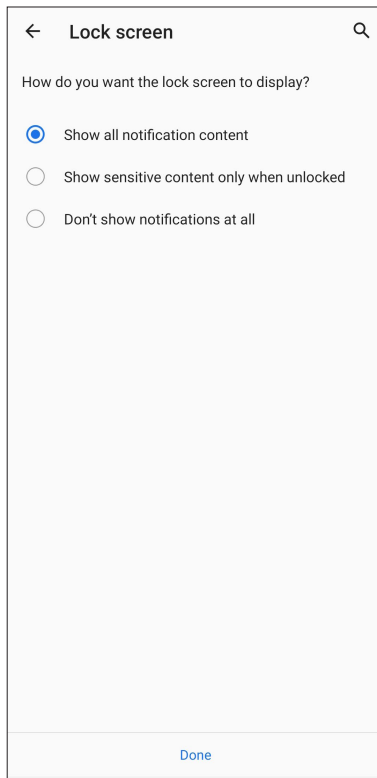 Lock screen
How do you want the lock screen to display?
Show all notification content
Show sensitive content only when unlocked
Don’t show notifications at all
Done